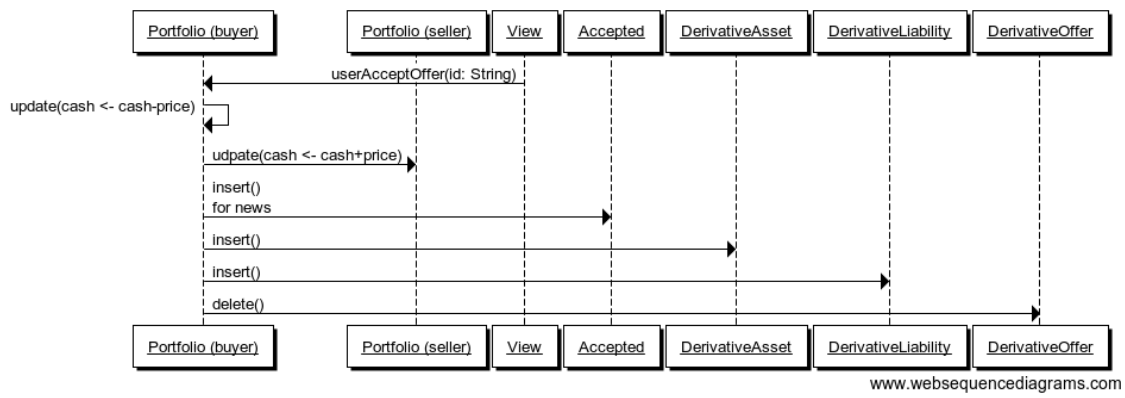 Portfolio (buyer)
Portfolio (seller)
View
Accepted
DerivativeAsset
DerivativeLiability
DerivativeOffer
userAcceptOffer(id: String)
update(cash <- cash-price)
udpate(cash <- cash+price)
insert()
for news
insert()
insert()
delete()
Portfolio (buyer)
Portfolio (seller)
View
Accepted
DerivativeAsset
DerivativeLiability
DerivativeOffer
www.websequencediagrams.com